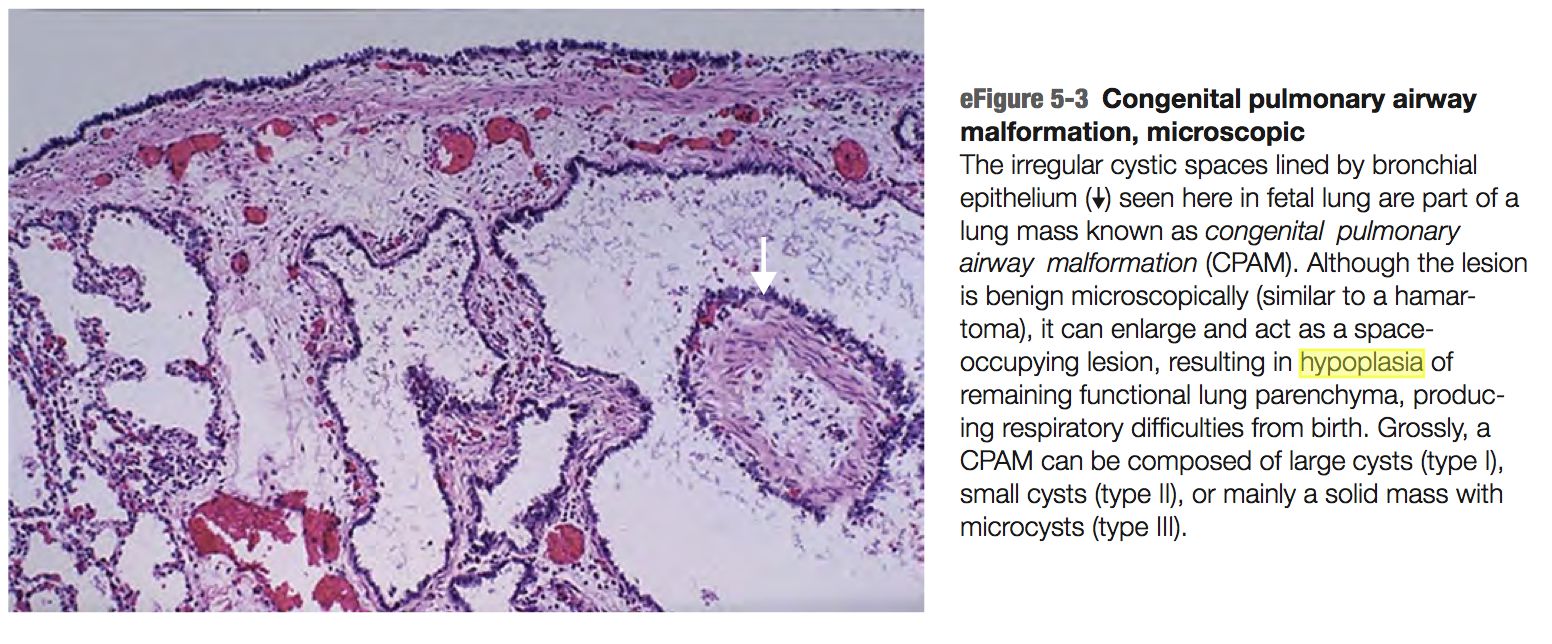 eFigure 5-3 Congenital pulmonary airway
malformation, microscopic
The irregular cystic spaces lined by bronchial
epithelium (↓) seen here in fetal lung are part of a
lung mass known as congenital pulmonary
airway malformation (CPAM). Although the lesion
is benign microscopically (similar to a hamar-
toma), it can enlarge and act as a space-
occupying lesion, resulting in hypoplasia of
remaining functional lung parenchyma, produc-
ing respiratory difficulties from birth. Grossly, a
CPAM can be composed of large cysts (type I),
small cysts (type II), or mainly a solid mass with
microcysts (type III).